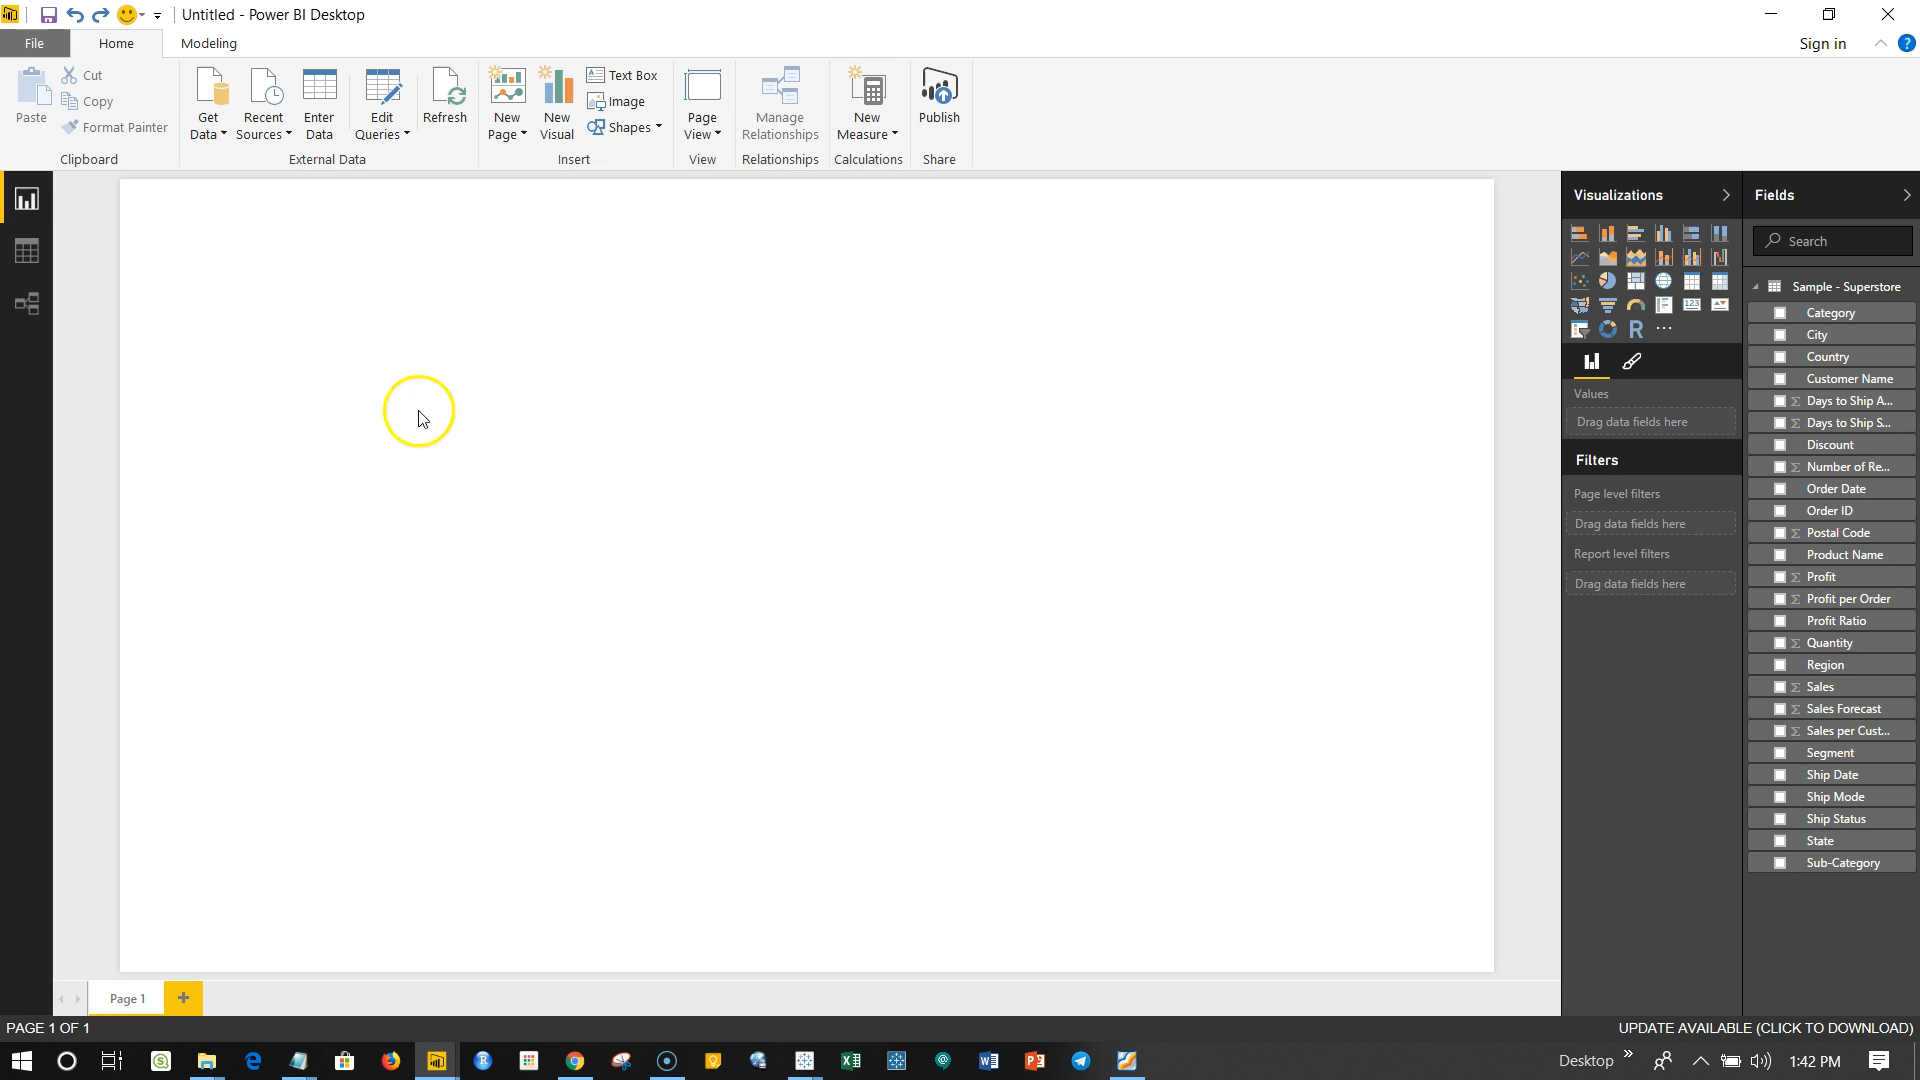 Untitled - Power BI Desktop
File
Home
Modeling
Sign in
?
Paste
Cut
Copy
Format Painter
Clipboard
Get Data
Recent Sources
Enter Data
Edit Queries
Refresh
External Data
New Page
New Visual
Text Box
Image
Shapes
Insert
Page View
View
Manage Relationships
Relationships
New Measure
Calculations
Publish
Share
Visualizations
123
R
Values
Drag data fields here
Filters
Page level filters
Drag data fields here
Report level filters
Drag data fields here
Fields
Search
Sample - Superstore
Category
City
Country
Customer Name
Σ Days to Ship A...
Σ Days to Ship S...
Discount
Σ Number of Re...
Order Date
Order ID
Σ Postal Code
Product Name
Σ Profit
Σ Profit per Order
Profit Ratio
Σ Quantity
Region
Σ Sales
Σ Sales Forecast
Σ Sales per Cust...
Segment
Ship Date
Ship Mode
Ship Status
State
Sub-Category
Page 1
+
PAGE 1 OF 1
UPDATE AVAILABLE (CLICK TO DOWNLOAD)
Desktop
1:42 PM